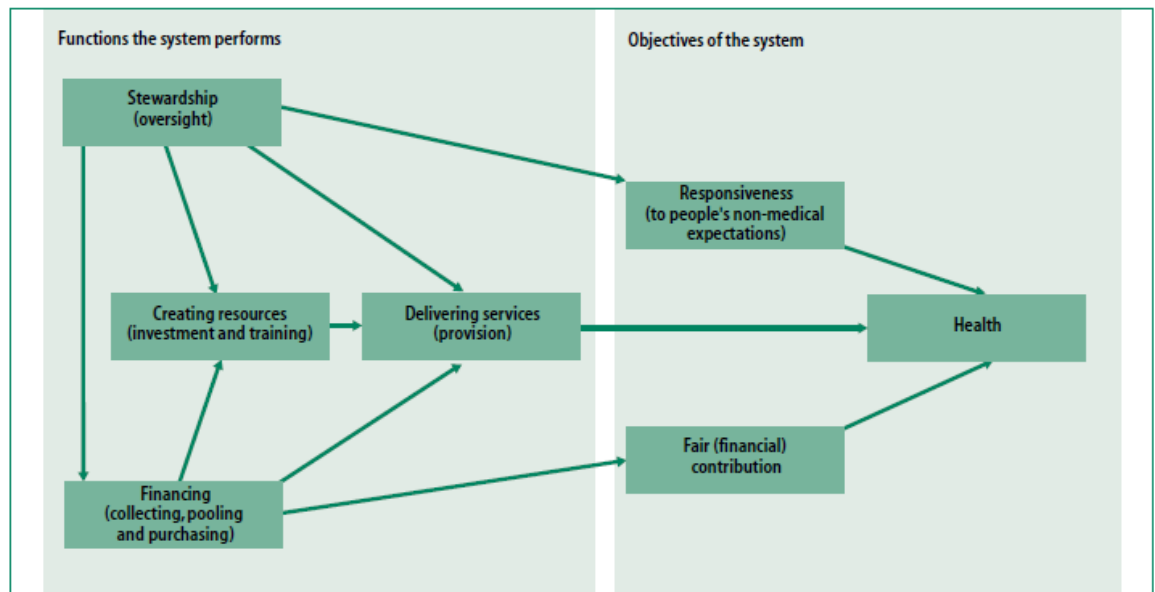 Functions the system performs
Objectives of the system
Stewardship
(oversight)
Responsiveness
(to people's non-medical
expectations)
Creating resources
(investment and training)
Delivering services
(provision)
Health
Fair (financial)
contribution
Financing
(collecting, pooling
and purchasing)